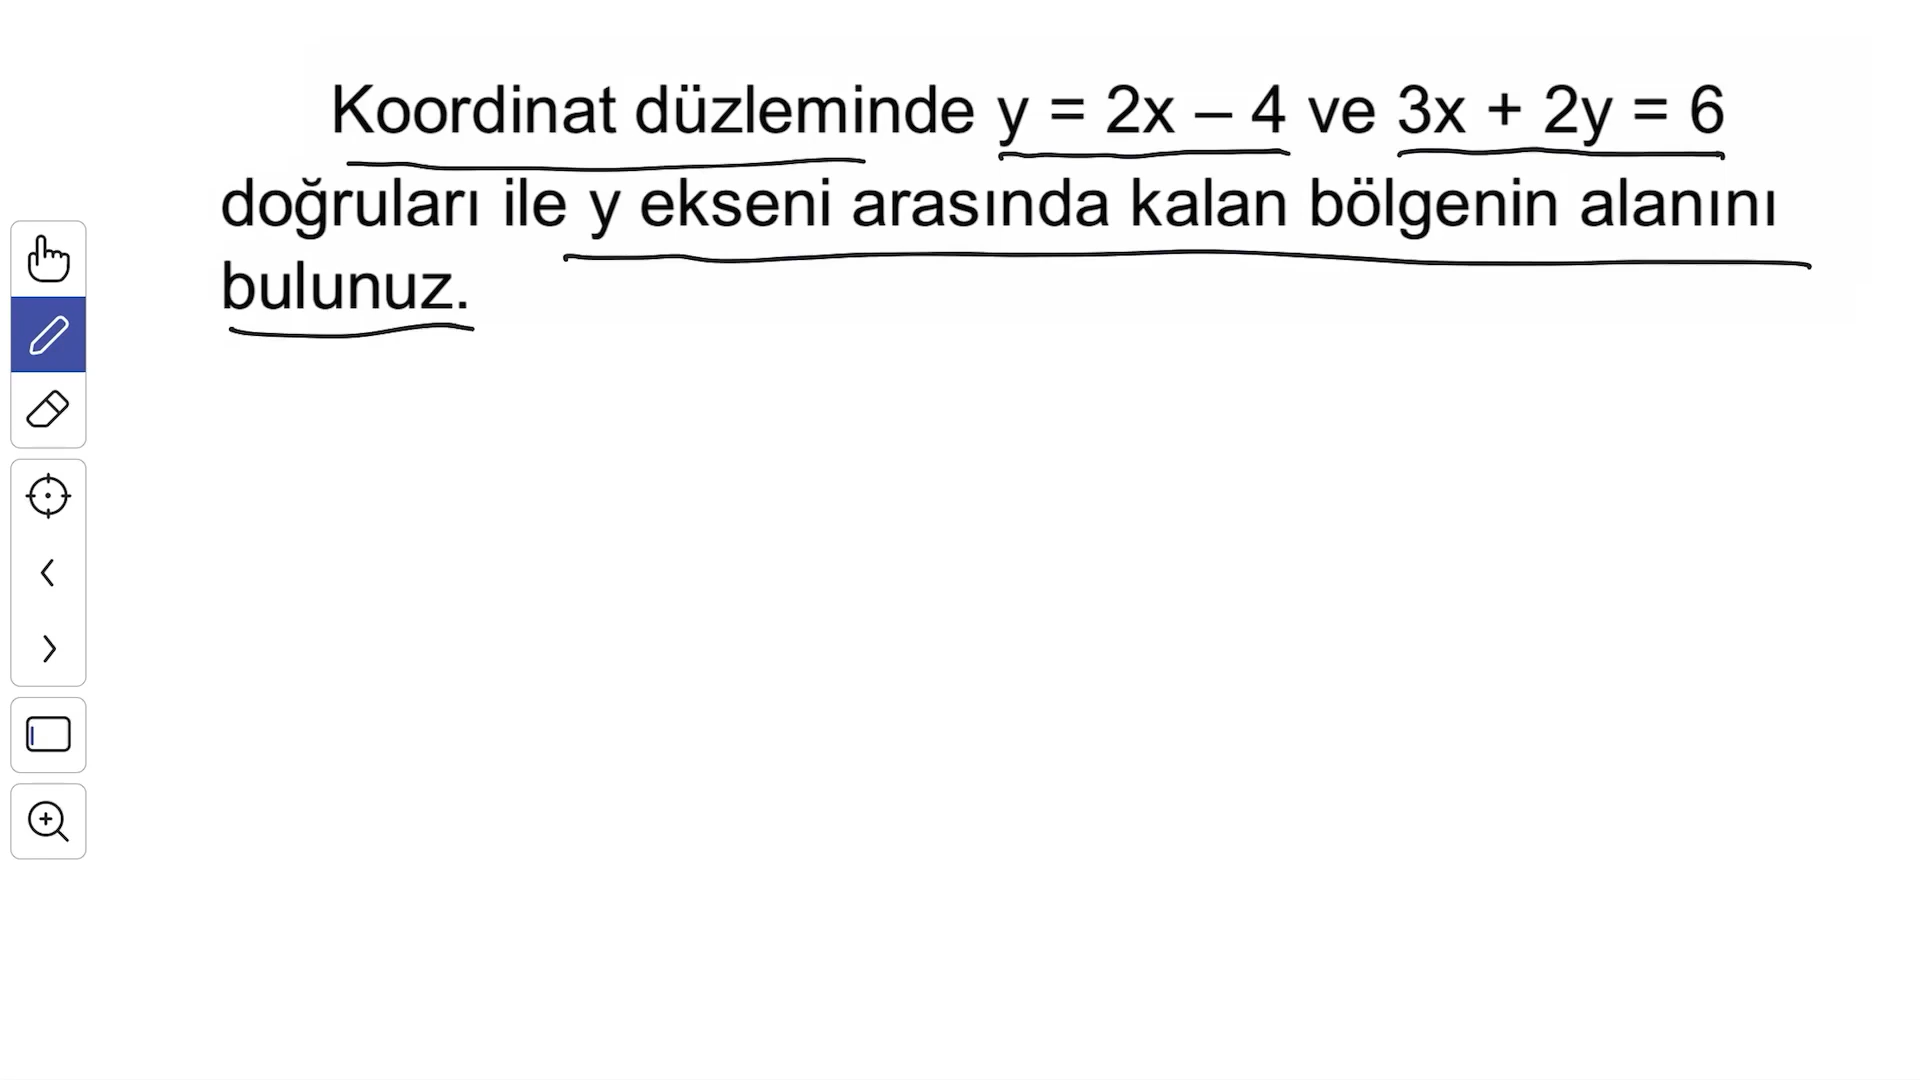 Koordinat düzleminde y = 2x – 4 ve 3x + 2y = 6
doğruları ile y ekseni arasında kalan bölgenin alanını
bulunuz.